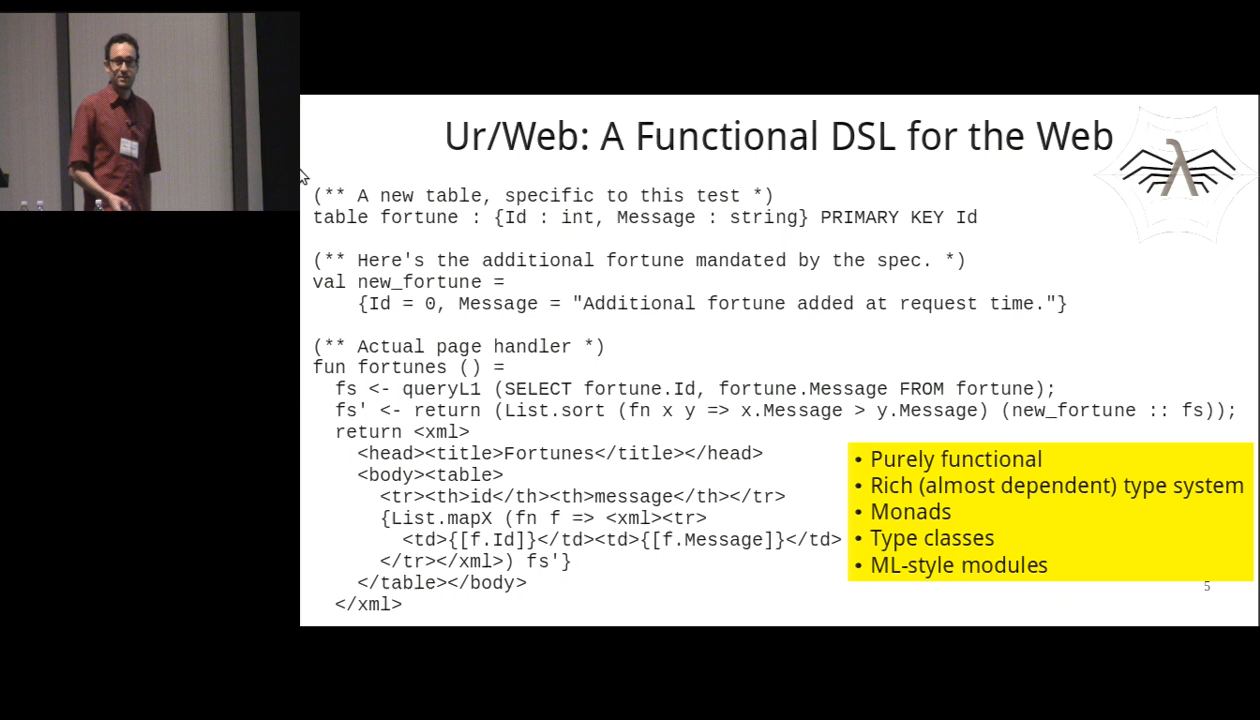 Ur/Web: A Functional DSL for the Web
(** A new table, specific to this test *)
table fortune : {Id : int, Message : string} PRIMARY KEY Id
(** Here's the additional fortune mandated by the spec. *)
val new_fortune =
    {Id = 0, Message = "Additional fortune added at request time."}
(** Actual page handler *)
fun fortunes () =
  fs <- queryL1 (SELECT fortune.Id, fortune.Message FROM fortune);
  fs' <- return (List.sort (fn x y => x.Message > y.Message) (new_fortune :: fs));
  return <xml>
    <head><title>Fortunes</title></head>
    <body><table>
      <tr><th>id</th><th>message</th></tr>
      {List.mapX (fn f => <xml><tr>
        <td>{[f.Id]}</td><td>{[f.Message]}</td>
      </tr></xml>) fs'}
    </table></body>
  </xml>
• Purely functional
• Rich (almost dependent) type system
• Monads
• Type classes
• ML-style modules
5
λ